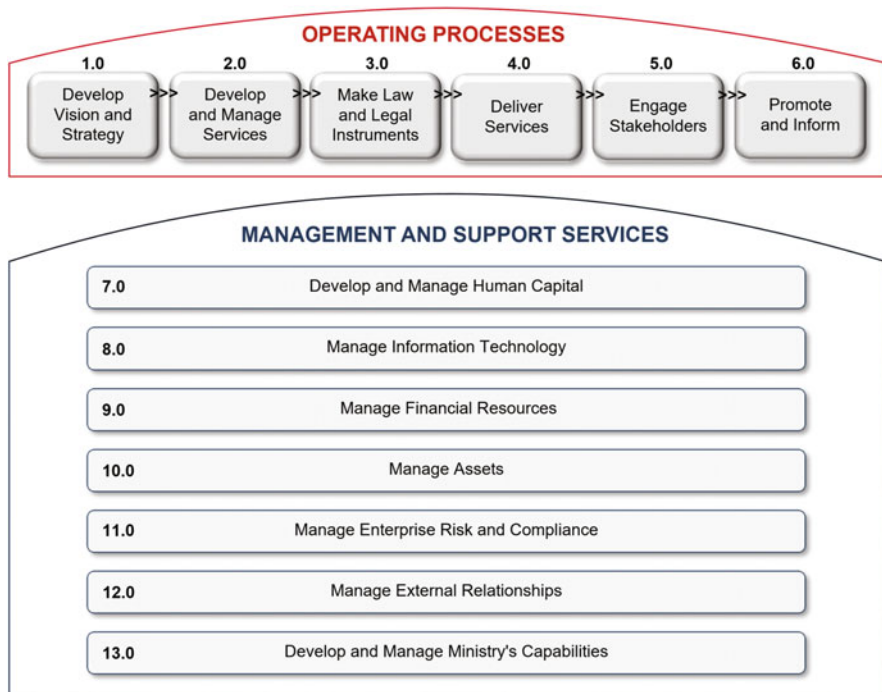 OPERATING PROCESSES
1.0 2.0 3.0 4.0 5.0 6.0
Develop
Vision and
Strategy
>>>
Develop
and Manage
Services
>>>
Make Law
and Legal
Instruments
>>>
Deliver
Services
>>>
Engage
Stakeholders
>>>
Promote
and Inform
MANAGEMENT AND SUPPORT SERVICES
7.0 Develop and Manage Human Capital
8.0 Manage Information Technology
9.0 Manage Financial Resources
10.0 Manage Assets
11.0 Manage Enterprise Risk and Compliance
12.0 Manage External Relationships
13.0 Develop and Manage Ministry's Capabilities